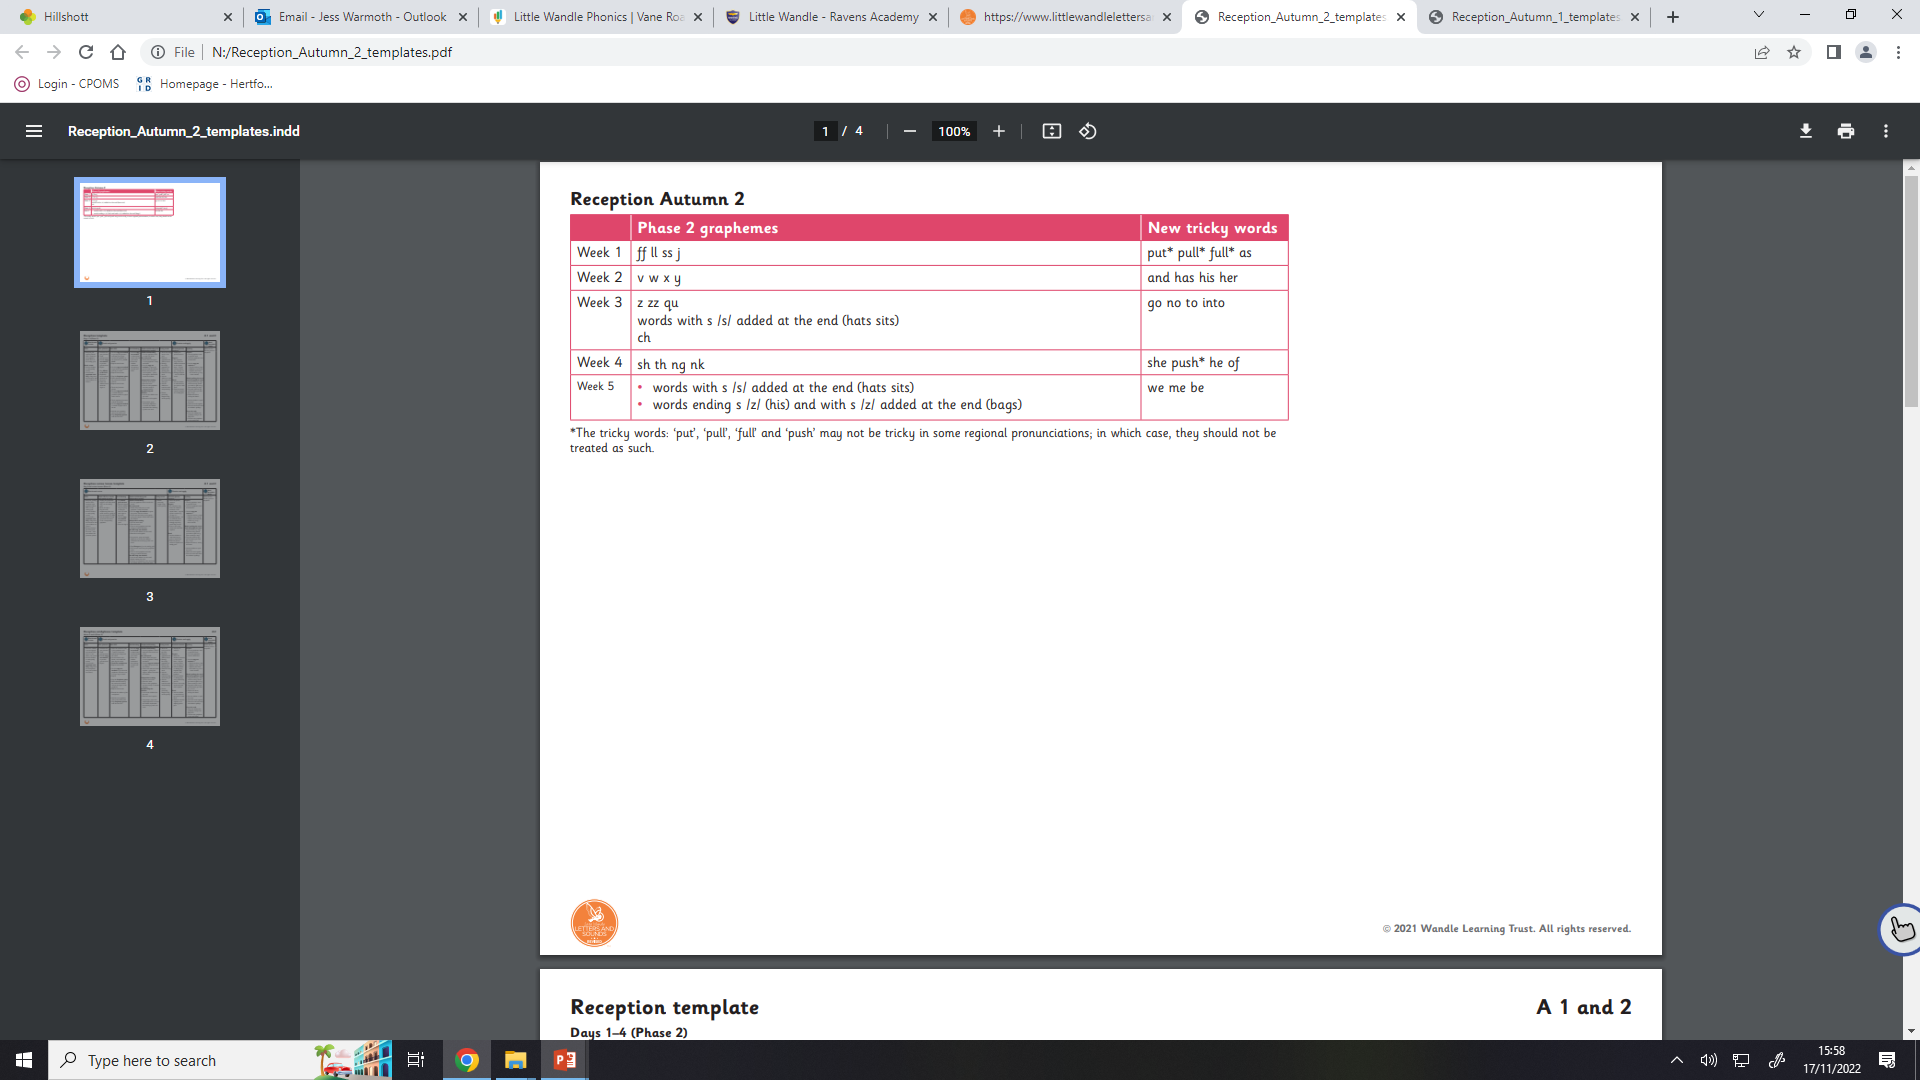 Hillshott
Email - Jess Warmoth - Outlook
Little Wandle Phonics | Vane Roa
Little Wandle - Ravens Academy
https://www.littlewandlelettersa
Reception_Autumn_2_templates
Reception_Autumn_1_templates
File N:/Reception_Autumn_2_templates.pdf
Login - CPOMS
GR
ID
Homepage - Hertfo...
Reception_Autumn_2_templates.indd
1 / 4
100%
1
2
3
4
Reception Autumn 2
Phase 2 graphemes New tricky words
Week 1 ff ll ss j put* pull* full* as
Week 2 v w x y and has his her
Week 3 z zz qu go no to into
words with s /s/ added at the end (hats sits)
ch
Week 4 sh th ng nk she push* he of
Week 5 • words with s /s/ added at the end (hats sits) we me be
• words ending s /z/ (his) and with s /z/ added at the end (bags)
*The tricky words: ‘put’, ‘pull’, ‘full’ and ‘push’ may not be tricky in some regional pronunciations; in which case, they should not be
treated as such.
LETTERS AND
SOUNDS
© 2021 Wandle Learning Trust. All rights reserved.
Reception template A 1 and 2
Days 1–4 (Phase 2)
Type here to search
15:58
17/11/2022